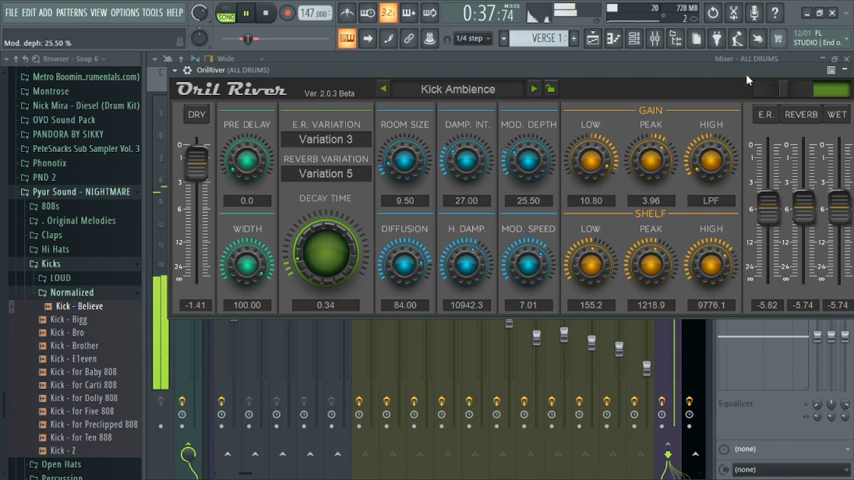 FILE EDIT ADD PATTERNS VIEW OPTIONS TOOLS HELP
PAT
SONG
147.000
3.2.
0:37:74
20
728 MB
2
12/01 FL
STUDIO | End o..
Mod. depth: 25.50 %
1/4 step
VERSE 1
Browser - Snap 6
Wide
Mixer - ALL DRUMS
OrilRiver (ALL DRUMS)
Oril River
Ver. 2.0.3 Beta
Kick Ambience
DRY
PRE DELAY
0.0
WIDTH
100.00
E.R. VARIATION
Variation 3
REVERB VARIATION
Variation 5
DECAY TIME
0.34
ROOM SIZE
9.50
DAMP. INT.
27.00
MOD. DEPTH
25.50
DIFFUSION
84.00
H. DAMP.
10942.3
MOD. SPEED
7.01
GAIN
LOW
PEAK
HIGH
10.80
3.96
LPF
SHELF
LOW
PEAK
HIGH
155.2
1218.9
9776.1
E.R.
REVERB
WET
-1.41
-5.82
-5.74
-5.74
Metro Boomin_rumentals.com)
Montrose
Nick Mira - Diesel (Drum Kit)
OVO Sound Pack
PANDORA BY SIKKY
PeteSnacks Sub Sampler Vol. 3
Phonotix
PND 2
Pyur Sound - NIGHTMARE
808s
. Original Melodies
Claps
Hi Hats
Kicks
LOUD
Normalized
Kick - Believe
Kick - Bigg
Kick - Bro
Kick - Brother
Kick - E1even
Kick - for Baby 808
Kick - for Carti 808
Kick - for Dolly 808
Kick - for Five 808
Kick - for Preclipped 808
Kick - for Ten 808
Kick - Z
Open Hats
Percussion
Equalizer
(none)
(none)